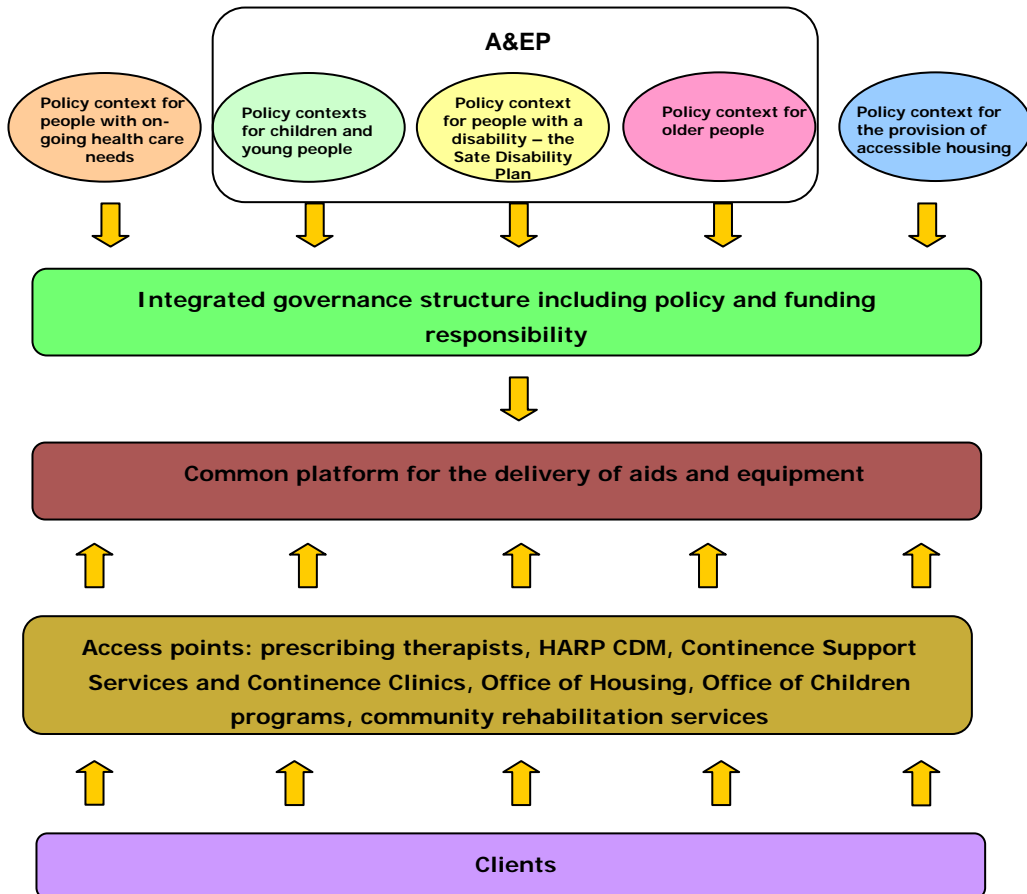 A&EP
Policy context for
people with on-
going health care
needs
Policy contexts
for children and
young people
Policy context
for people with a
disability – the
Sate Disability
Plan
Policy context for
older people
Policy context for
the provision of
accessible housing
Integrated governance structure including policy and funding
responsibility
Common platform for the delivery of aids and equipment
Access points: prescribing therapists, HARP CDM, Continence Support
Services and Continence Clinics, Office of Housing, Office of Children
programs, community rehabilitation services
Clients